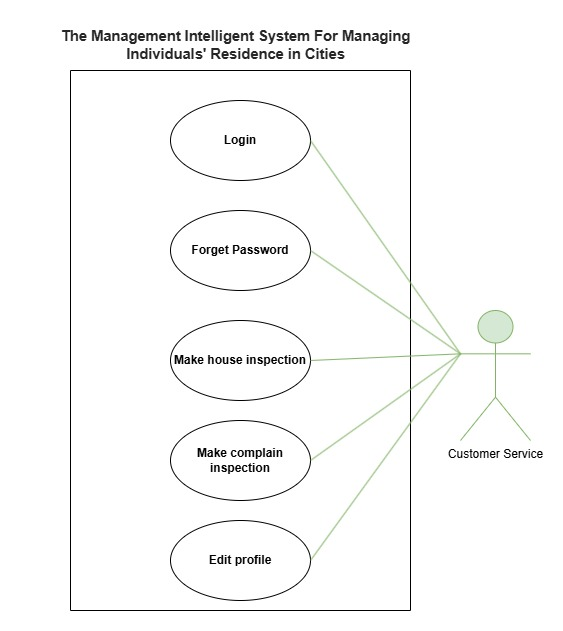 The Management Intelligent System For Managing
Individuals' Residence in Cities
Login
Forget Password
Make house inspection
Make complain
inspection
Edit profile
Customer Service